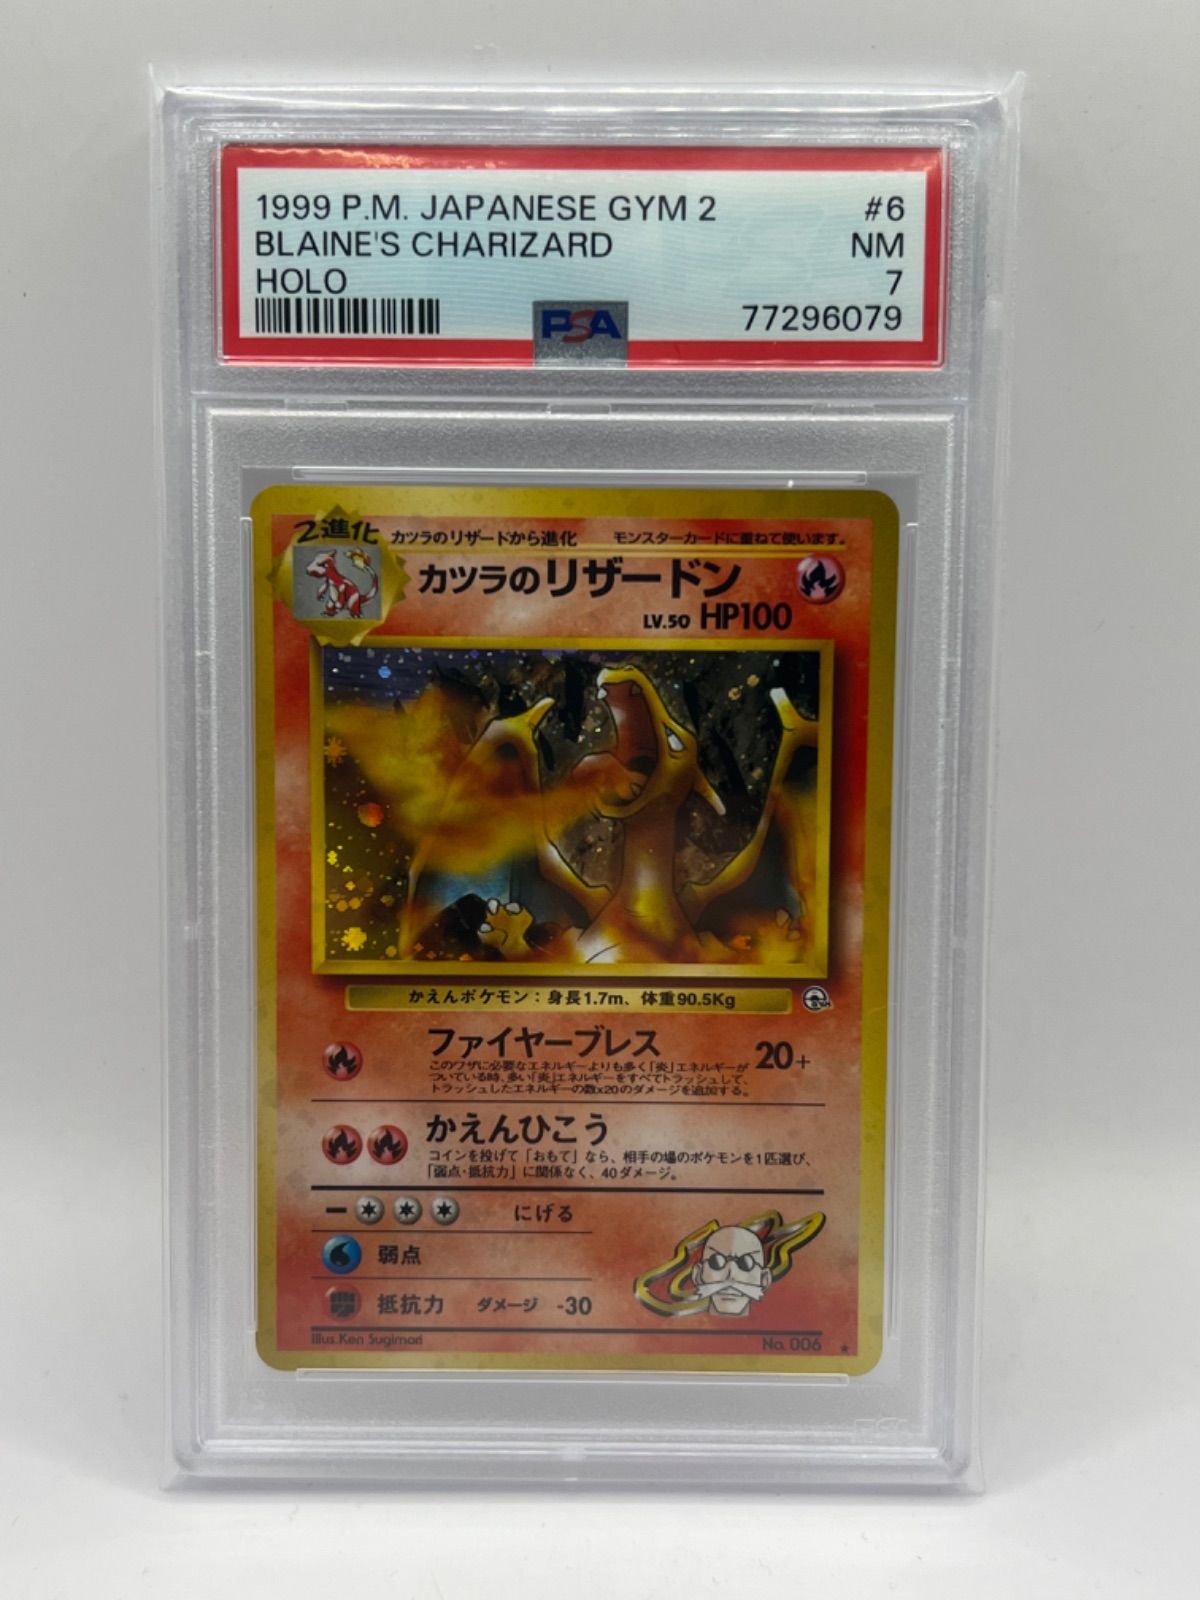 1999 P.M. JAPANESE GYM 2 #6
BLAINE'S CHARIZARD NM
HOLO 7
PSA 77296079
2進化
カツラのリザードから進化 モンスターカードに重ねて使います。
カツラのリザードン
LV.50 HP100
かえんポケモン：身長1.7m、体重90.5Kg
ファイヤーブレス 20+
このワザに必要なエネルギーよりも多く「炎」エネルギーが
ついている時、多い「炎」エネルギーをすべてトラッシュして、
トラッシュしたエネルギーの数×20のダメージを追加する。
かえんひこう
コインを投げて「おもて」なら、相手の場のポケモンを1匹選び、
「弱点・抵抗力」に関係なく、40ダメージ。
にげる
弱点
抵抗力 ダメージ -30
Illus. Ken Sugimori No. 006 ★